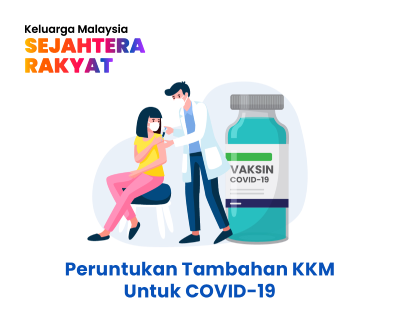 Keluarga Malaysia
SEJAHTERA
RAKYAT
VAKSIN
COVID-19
Peruntukan Tambahan KKM
Untuk COVID-19